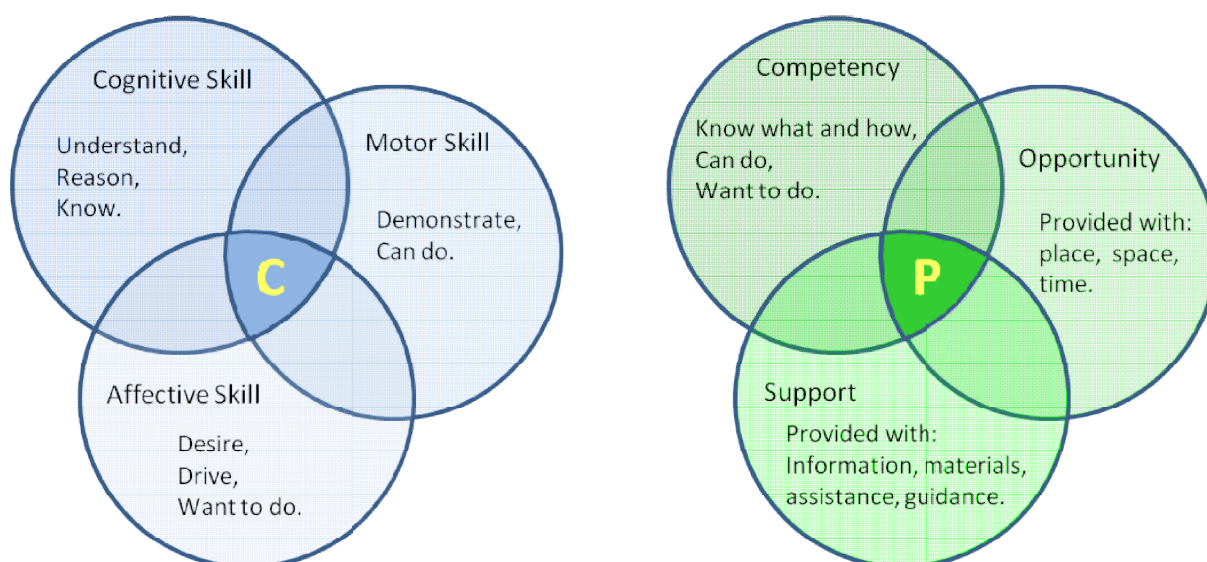 Cognitive Skill
Understand,
Reason,
Know.
Motor Skill
Demonstrate,
Can do.
C
Affective Skill
Desire,
Drive,
Want to do.
Competency
Know what and how,
Can do,
Want to do.
Opportunity
Provided with:
place, space,
time.
P
Support
Provided with:
Information, materials,
assistance, guidance.